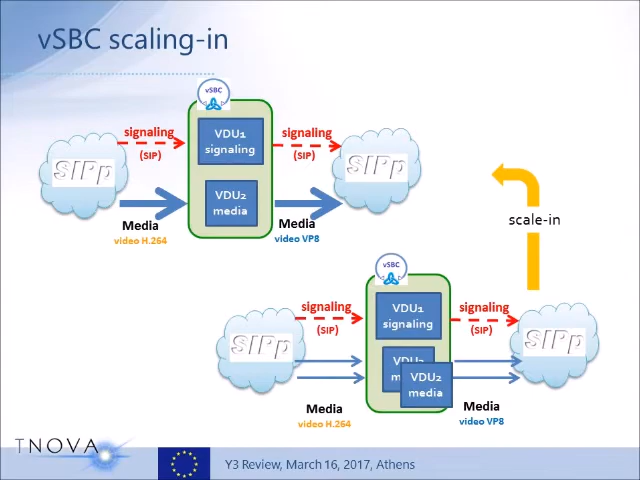 vSBC scaling-in
vSBC
signaling
(SIP)
VDU1
signaling
signaling
(SIP)
SIPp
SIPp
VDU2
media
Media
video H.264
Media
video VP8
scale-in
vSBC
signaling
(SIP)
VDU1
signaling
signaling
(SIP)
SIPp
SIPp
VDU2
m
VDU2
media
Media
video H.264
Media
video VP8
TNOVA
Y3 Review, March 16, 2017, Athens